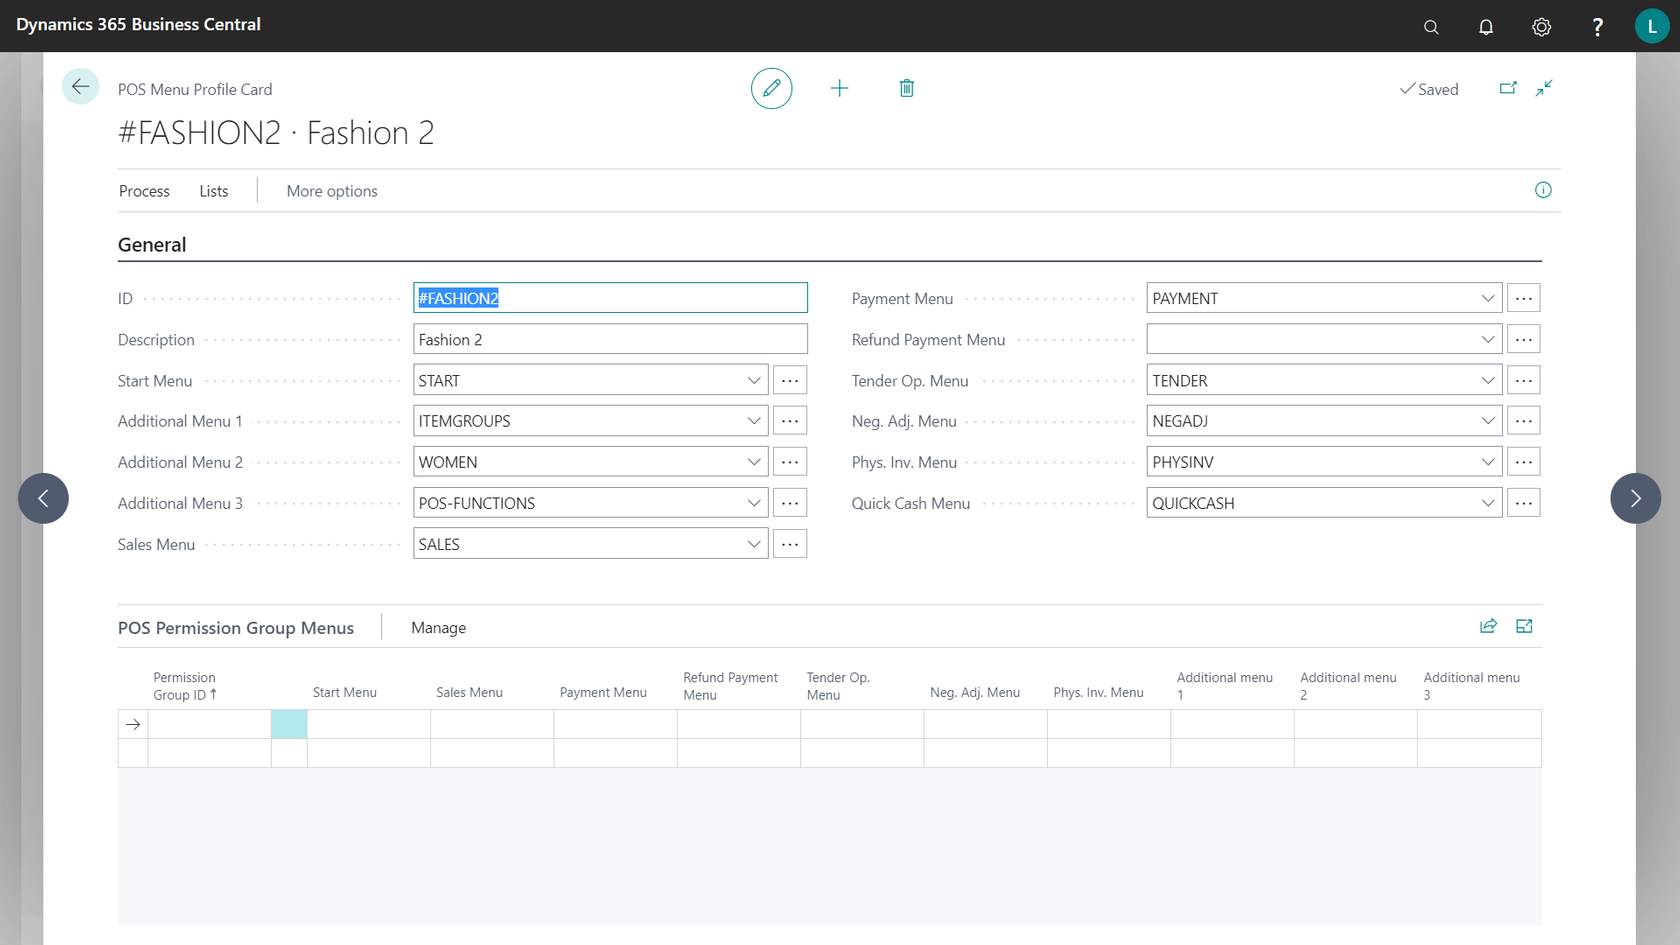 Dynamics 365 Business Central
L
POS Menu Profile Card
Saved
#FASHION2 · Fashion 2
Process Lists More options
General
ID #FASHION2
Description Fashion 2
Start Menu START
Additional Menu 1 ITEMGROUPS
Additional Menu 2 WOMEN
Additional Menu 3 POS-FUNCTIONS
Sales Menu SALES
Payment Menu PAYMENT
Refund Payment Menu
Tender Op. Menu TENDER
Neg. Adj. Menu NEGADJ
Phys. Inv. Menu PHYSINV
Quick Cash Menu QUICKCASH
POS Permission Group Menus Manage
Permission
Group ID ↑
Start Menu
Sales Menu
Payment Menu
Refund Payment
Menu
Tender Op.
Menu
Neg. Adj. Menu
Phys. Inv. Menu
Additional menu
1
Additional menu
2
Additional menu
3